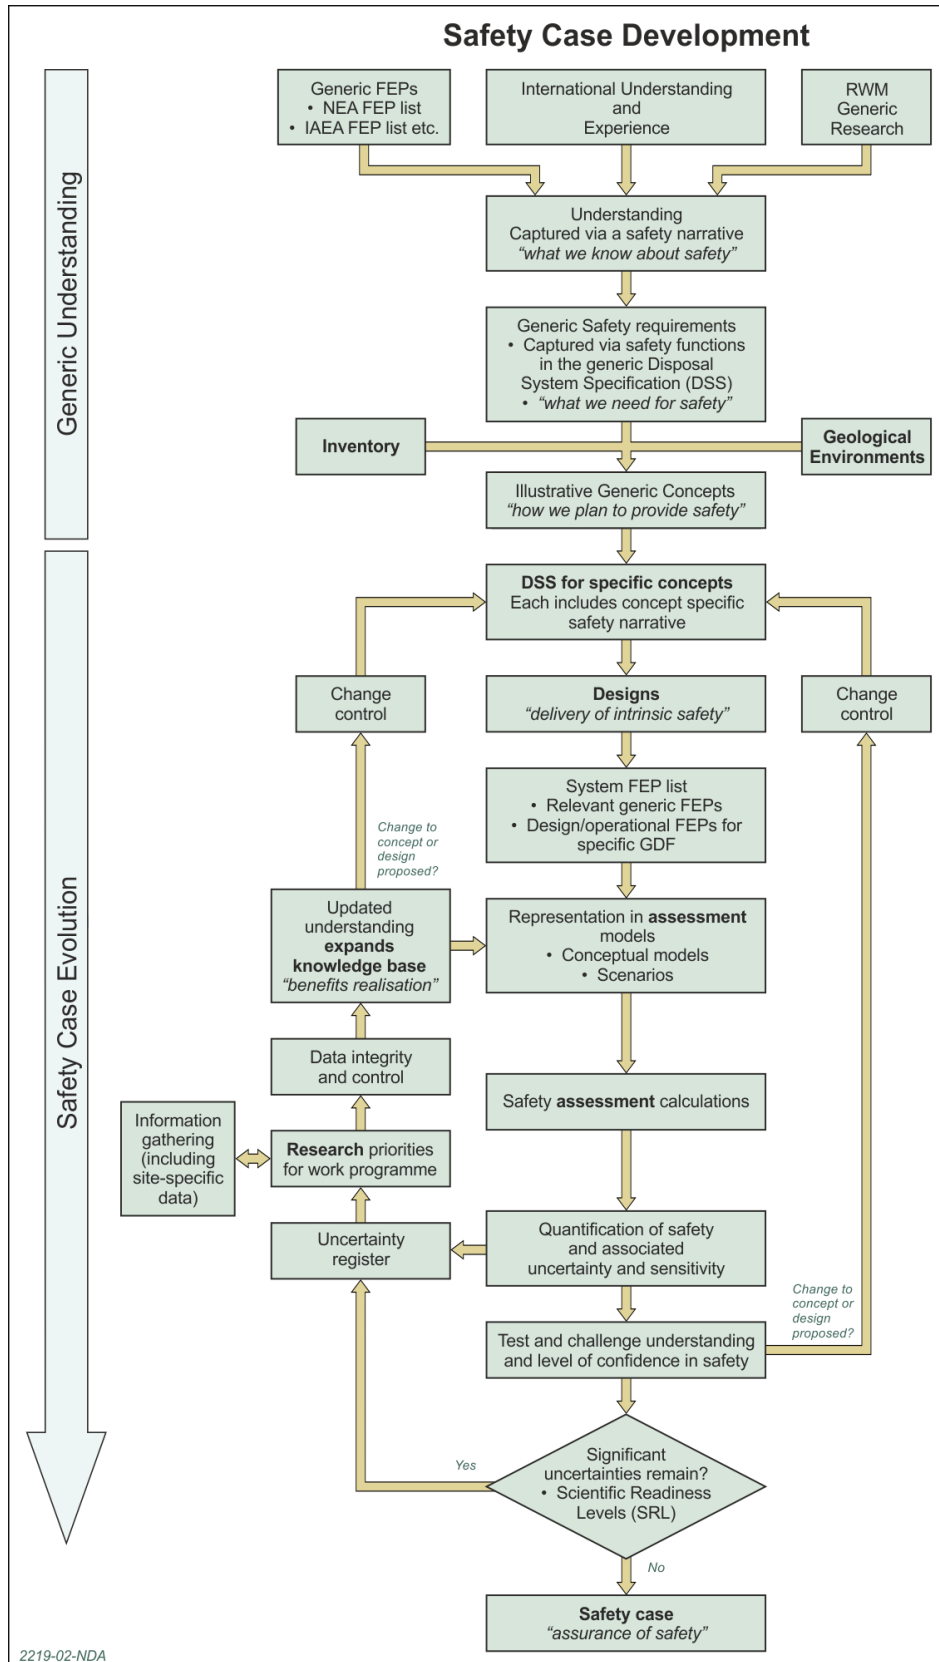 Safety Case Development
Generic Understanding
Generic FEPs
• NEA FEP list
• IAEA FEP list etc.
International Understanding
and
Experience
RWM
Generic
Research
Understanding
Captured via a safety narrative
“what we know about safety”
Generic Safety requirements
• Captured via safety functions
in the generic Disposal
System Specification (DSS)
• “what we need for safety”
Inventory
Geological
Environments
Illustrative Generic Concepts
“how we plan to provide safety”
Safety Case Evolution
DSS for specific concepts
Each includes concept specific
safety narrative
Change
control
Designs
“delivery of intrinsic safety”
Change
control
System FEP list
• Relevant generic FEPs
• Design/operational FEPs for
specific GDF
Change to
concept or
design
proposed?
Updated
understanding
expands
knowledge base
“benefits realisation”
Representation in assessment
models
• Conceptual models
• Scenarios
Data integrity
and control
Safety assessment calculations
Information
gathering
(including
site-specific
data)
Research priorities
for work programme
Uncertainty
register
Quantification of safety
and associated
uncertainty and sensitivity
Change to
concept or
design
proposed?
Test and challenge understanding
and level of confidence in safety
Yes
Significant
uncertainties remain?
• Scientific Readiness
Levels (SRL)
No
Safety case
“assurance of safety”
2219-02-NDA